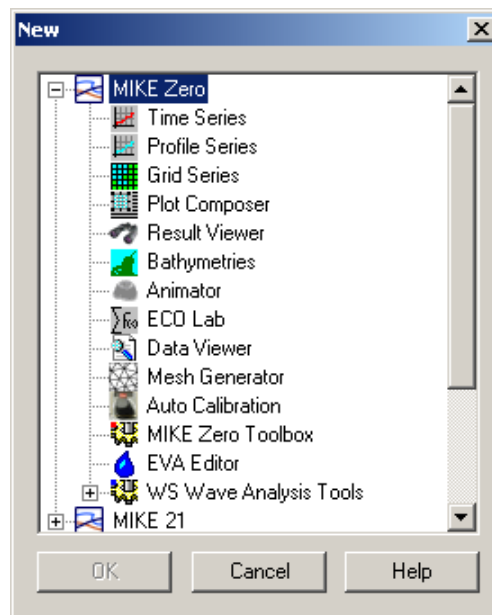 New
MIKE Zero
Time Series
Profile Series
Grid Series
Plot Composer
Result Viewer
Bathymetries
Animator
ECO Lab
Data Viewer
Mesh Generator
Auto Calibration
MIKE Zero Toolbox
EVA Editor
WS Wave Analysis Tools
MIKE 21
OK Cancel Help